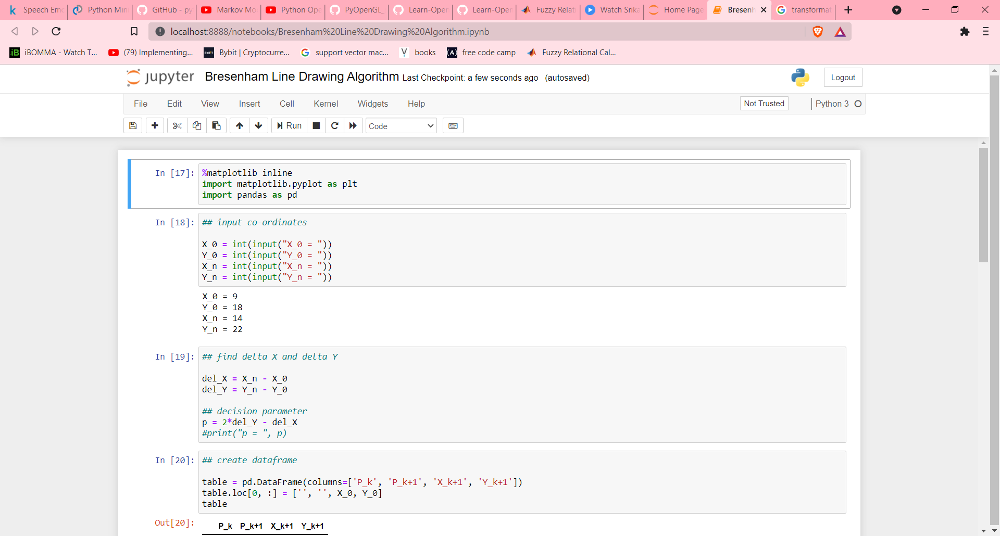 Speech Emo
Python Mini
GitHub - py
Markov Mo
Python Ope
PyOpenGL_
Learn-Open
Learn-Open
Fuzzy Relati
Watch Srika
Home Page
Bresenh
transformat
localhost:8888/notebooks/Bresenham%20Line%20Drawing%20Algorithm.ipynb
iBOMMA - Watch T...
(79) Implementing...
Bybit | Cryptocurre...
support vector mac...
books
free code camp
Fuzzy Relational Cal...
jupyter Bresenham Line Drawing Algorithm Last Checkpoint: a few seconds ago (autosaved)
Logout
File Edit View Insert Cell Kernel Widgets Help
Not Trusted
Python 3
Run
Code
In [17]: %matplotlib inline
import matplotlib.pyplot as plt
import pandas as pd
In [18]: ## input co-ordinates
X_0 = int(input("X_0 = "))
Y_0 = int(input("Y_0 = "))
X_n = int(input("X_n = "))
Y_n = int(input("Y_n = "))
X_0 = 9
Y_0 = 18
X_n = 14
Y_n = 22
In [19]: ## find delta X and delta Y
del_X = X_n - X_0
del_Y = Y_n - Y_0
## decision parameter
p = 2*del_Y - del_X
#print("p = ", p)
In [20]: ## create dataframe
table = pd.DataFrame(columns=['P_k', 'P_k+1', 'X_k+1', 'Y_k+1'])
table.loc[0, :] = ['', '', X_0, Y_0]
table
Out[20]: P_k P_k+1 X_k+1 Y_k+1